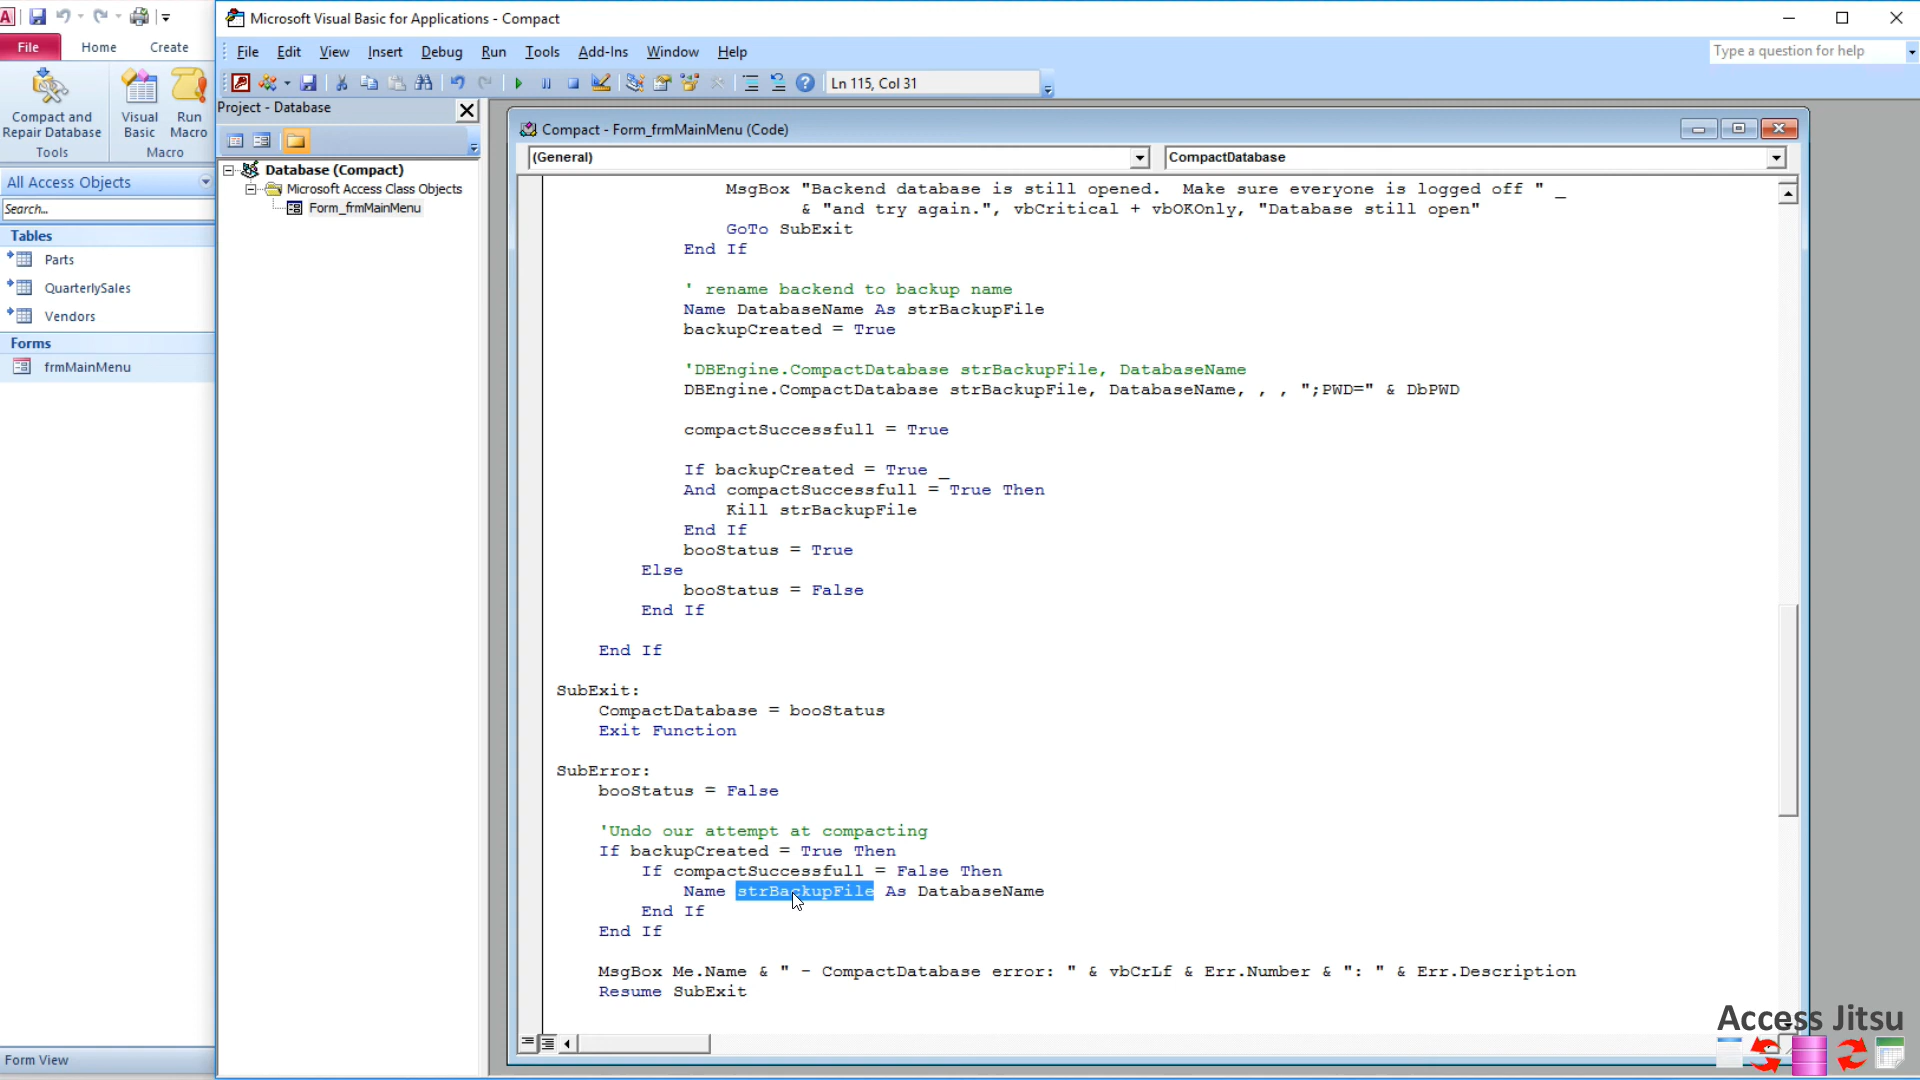 Microsoft Visual Basic for Applications - Compact
File Home Create
File Edit View Insert Debug Run Tools Add-Ins Window Help
Type a question for help
Ln 115, Col 31
Compact and Repair Database
Visual Basic
Run Macro
Tools
Macro
All Access Objects
Search...
Tables
Parts
QuarterlySales
Vendors
Forms
frmMainMenu
Form View
Project - Database
Database (Compact)
Microsoft Access Class Objects
Form_frmMainMenu
Compact - Form_frmMainMenu (Code)
(General)
CompactDatabase
MsgBox "Backend database is still opened.  Make sure everyone is logged off " _
& "and try again.", vbCritical + vbOKOnly, "Database still open"
GoTo SubExit
End If
' rename backend to backup name
Name DatabaseName As strBackupFile
backupCreated = True
'DBEngine.CompactDatabase strBackupFile, DatabaseName
DBEngine.CompactDatabase strBackupFile, DatabaseName, , , ";PWD=" & DbPWD
compactSuccessfull = True
If backupCreated = True _
And compactSuccessfull = True Then
Kill strBackupFile
End If
booStatus = True
Else
booStatus = False
End If
End If
SubExit:
CompactDatabase = booStatus
Exit Function
SubError:
booStatus = False
'Undo our attempt at compacting
If backupCreated = True Then
If compactSuccessfull = False Then
Name strBackupFile As DatabaseName
End If
End If
MsgBox Me.Name & " - CompactDatabase error: " & vbCrLf & Err.Number & ": " & Err.Description
Resume SubExit
Access Jitsu